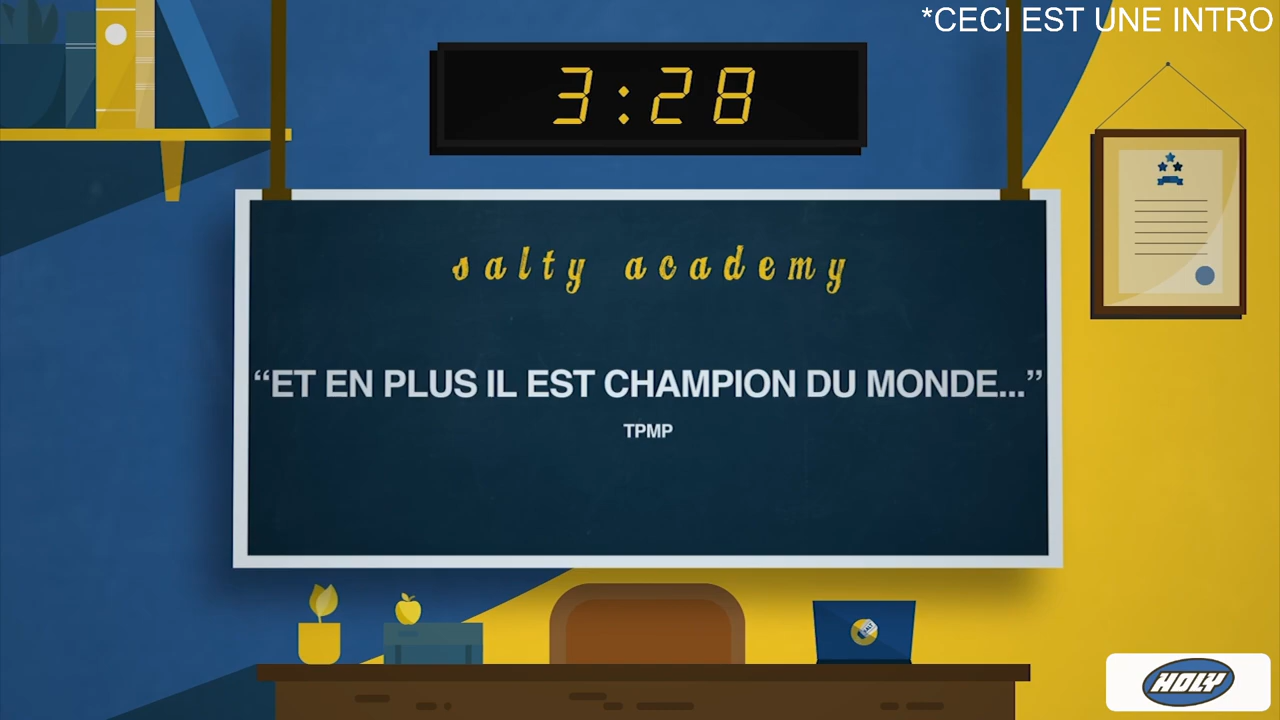 *CECI EST UNE INTRO
3:28
salty academy
“ET EN PLUS IL EST CHAMPION DU MONDE...”
TPMP
HOLY